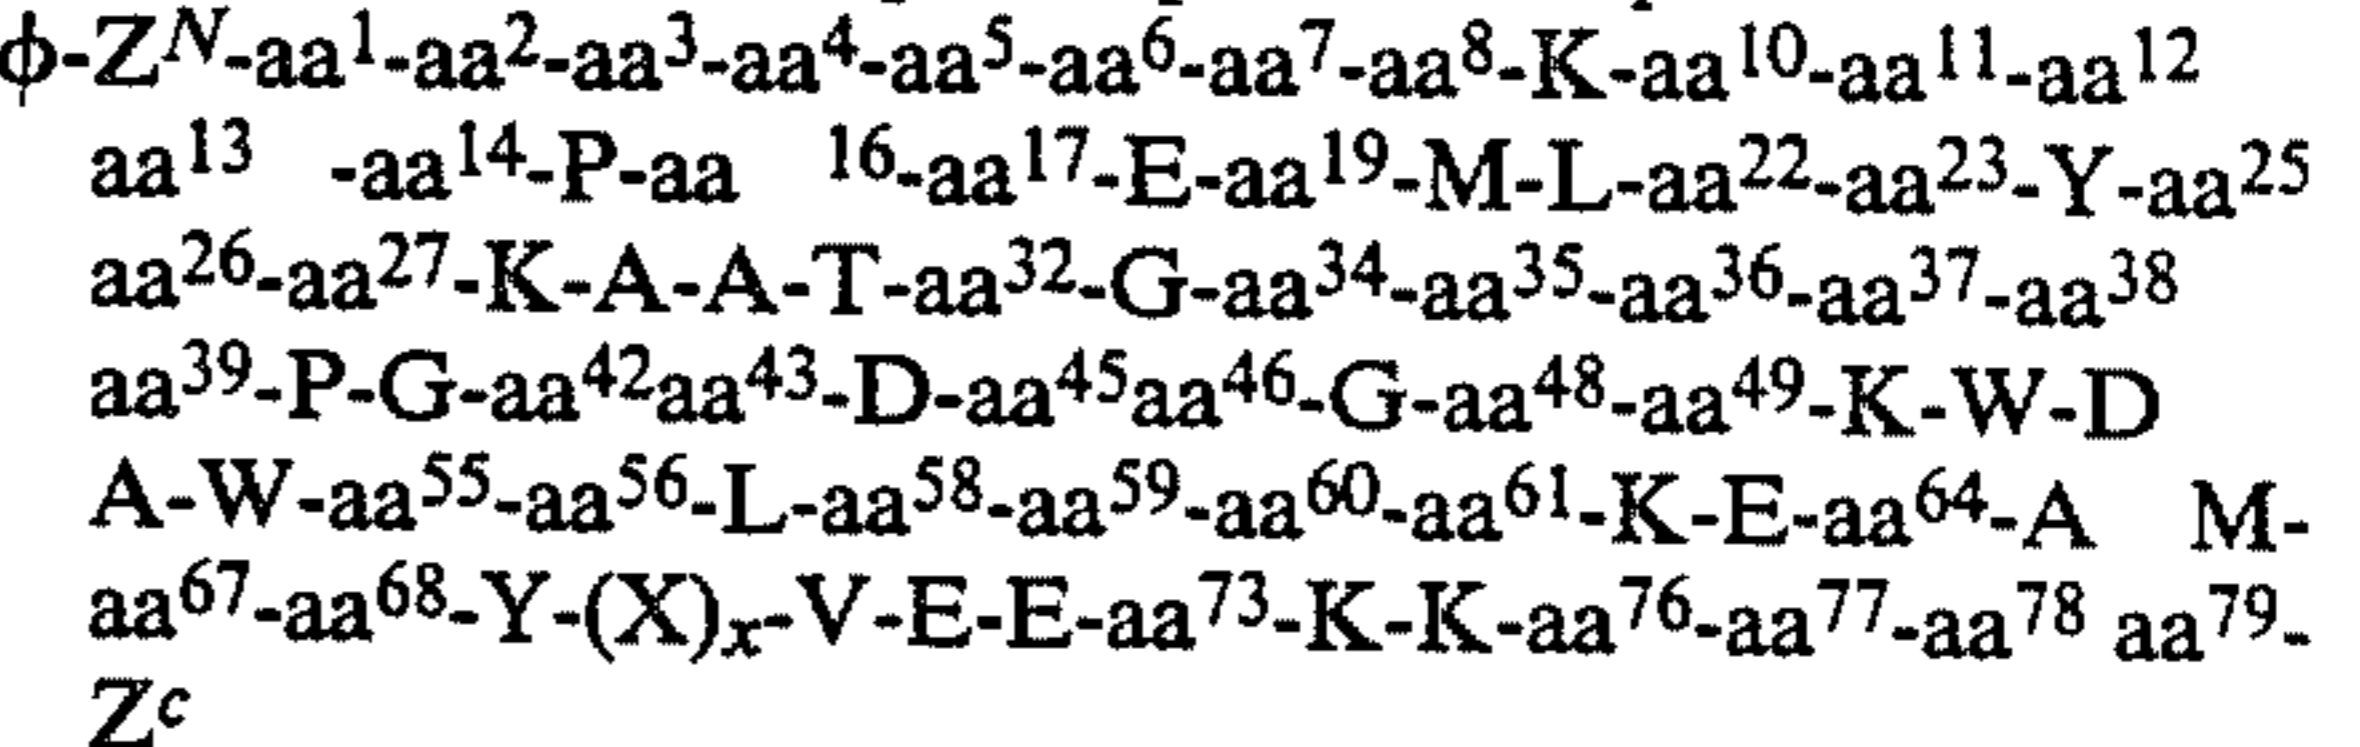 ϕ-Z^N-aa^1-aa^2-aa^3-aa^4-aa^5-aa^6-aa^7-aa^8-K-aa^10-aa^11-aa^12
aa^13 -aa^14-P-aa ^16-aa^17-E-aa^19-M-L-aa^22-aa^23-Y-aa^25
aa^26-aa^27-K-A-A-T-aa^32-G-aa^34-aa^35-aa^36-aa^37-aa^38
aa^39-P-G-aa^42aa^43-D-aa^45aa^46-G-aa^48-aa^49-K-W-D
A-W-aa^55-aa^56-L-aa^58-aa^59-aa^60-aa^61-K-E-aa^64-A M-
aa^67-aa^68-Y-(X)_x-V-E-E-aa^73-K-K-aa^76-aa^77-aa^78 aa^79-
Z^c